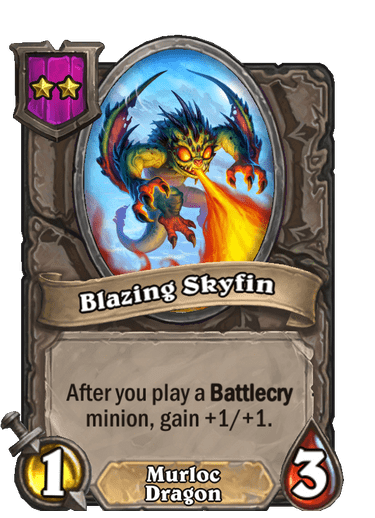 Blazing Skyfin
After you play a Battlecry
minion, gain +1/+1.
1
Murloc
Dragon
3